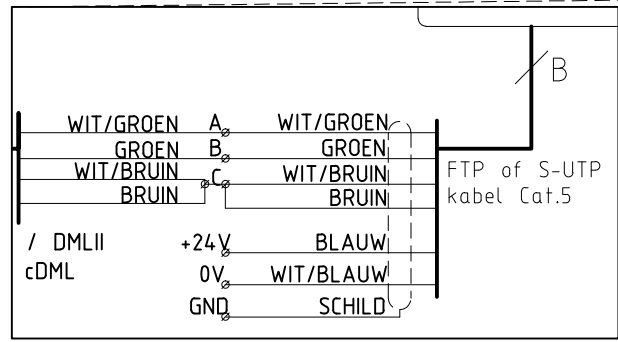 B
WIT/GROEN A WIT/GROEN
GROEN B GROEN
WIT/BRUIN C WIT/BRUIN
BRUIN BRUIN
FTP of S-UTP
kabel Cat.5
/ DMLII +24V BLAUW
cDML 0V WIT/BLAUW
GND SCHILD